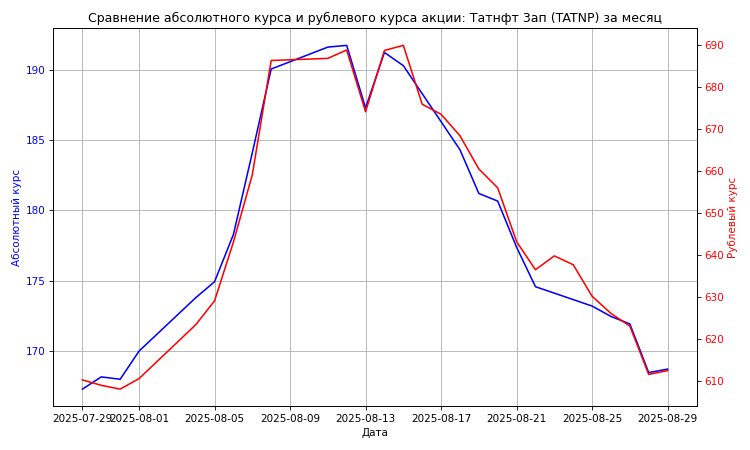 Сравнение абсолютного курса и рублевого курса акции: Татнфт 3ап (TATNP) за месяц
Абсолютный курс
190
185
180
175
170
690
680
670
660
650
640
630
620
610
Рублевый курс
2025-07-29 2025-08-01 2025-08-05 2025-08-09 2025-08-13 2025-08-17 2025-08-21 2025-08-25 2025-08-29
Дата